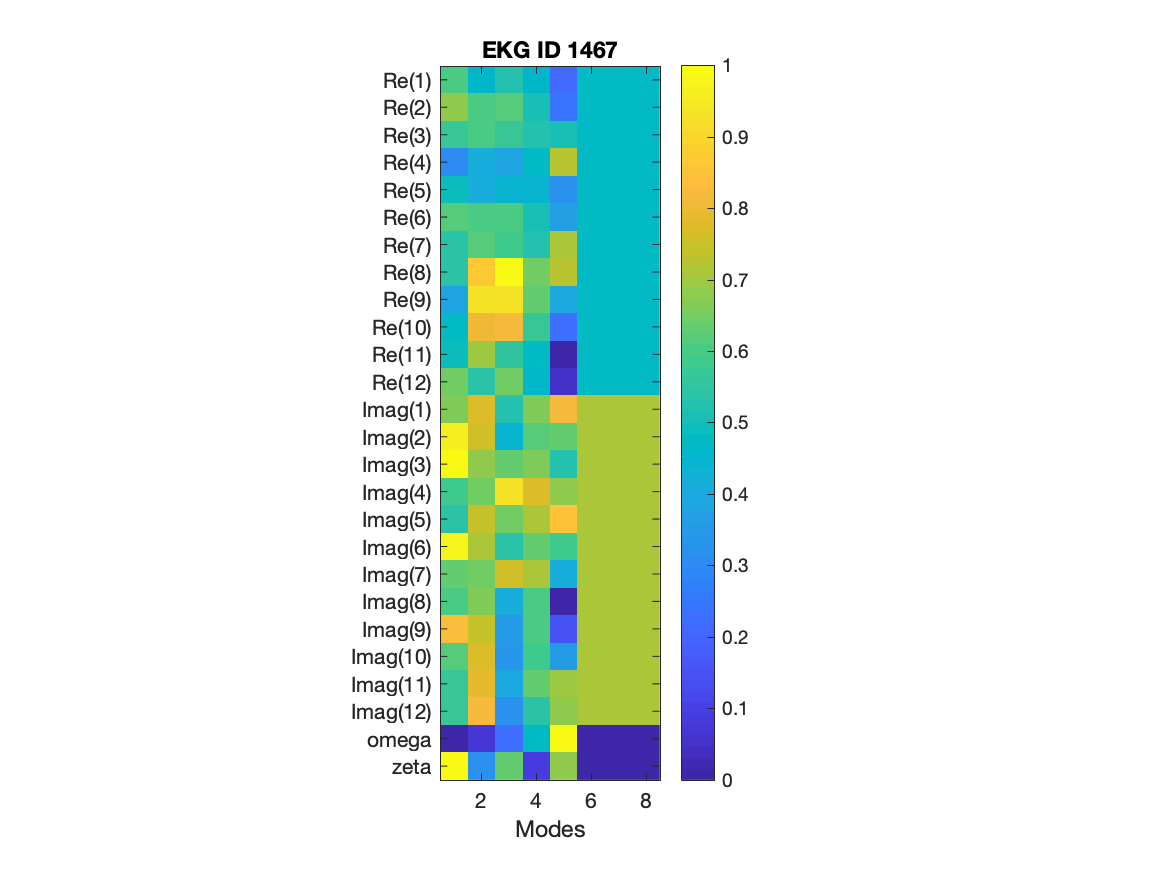 EKG ID 1467
Re(1)
Re(2)
Re(3)
Re(4)
Re(5)
Re(6)
Re(7)
Re(8)
Re(9)
Re(10)
Re(11)
Re(12)
Imag(1)
Imag(2)
Imag(3)
Imag(4)
Imag(5)
Imag(6)
Imag(7)
Imag(8)
Imag(9)
Imag(10)
Imag(11)
Imag(12)
omega
zeta
2 4 6 8
Modes
1
0.9
0.8
0.7
0.6
0.5
0.4
0.3
0.2
0.1
0